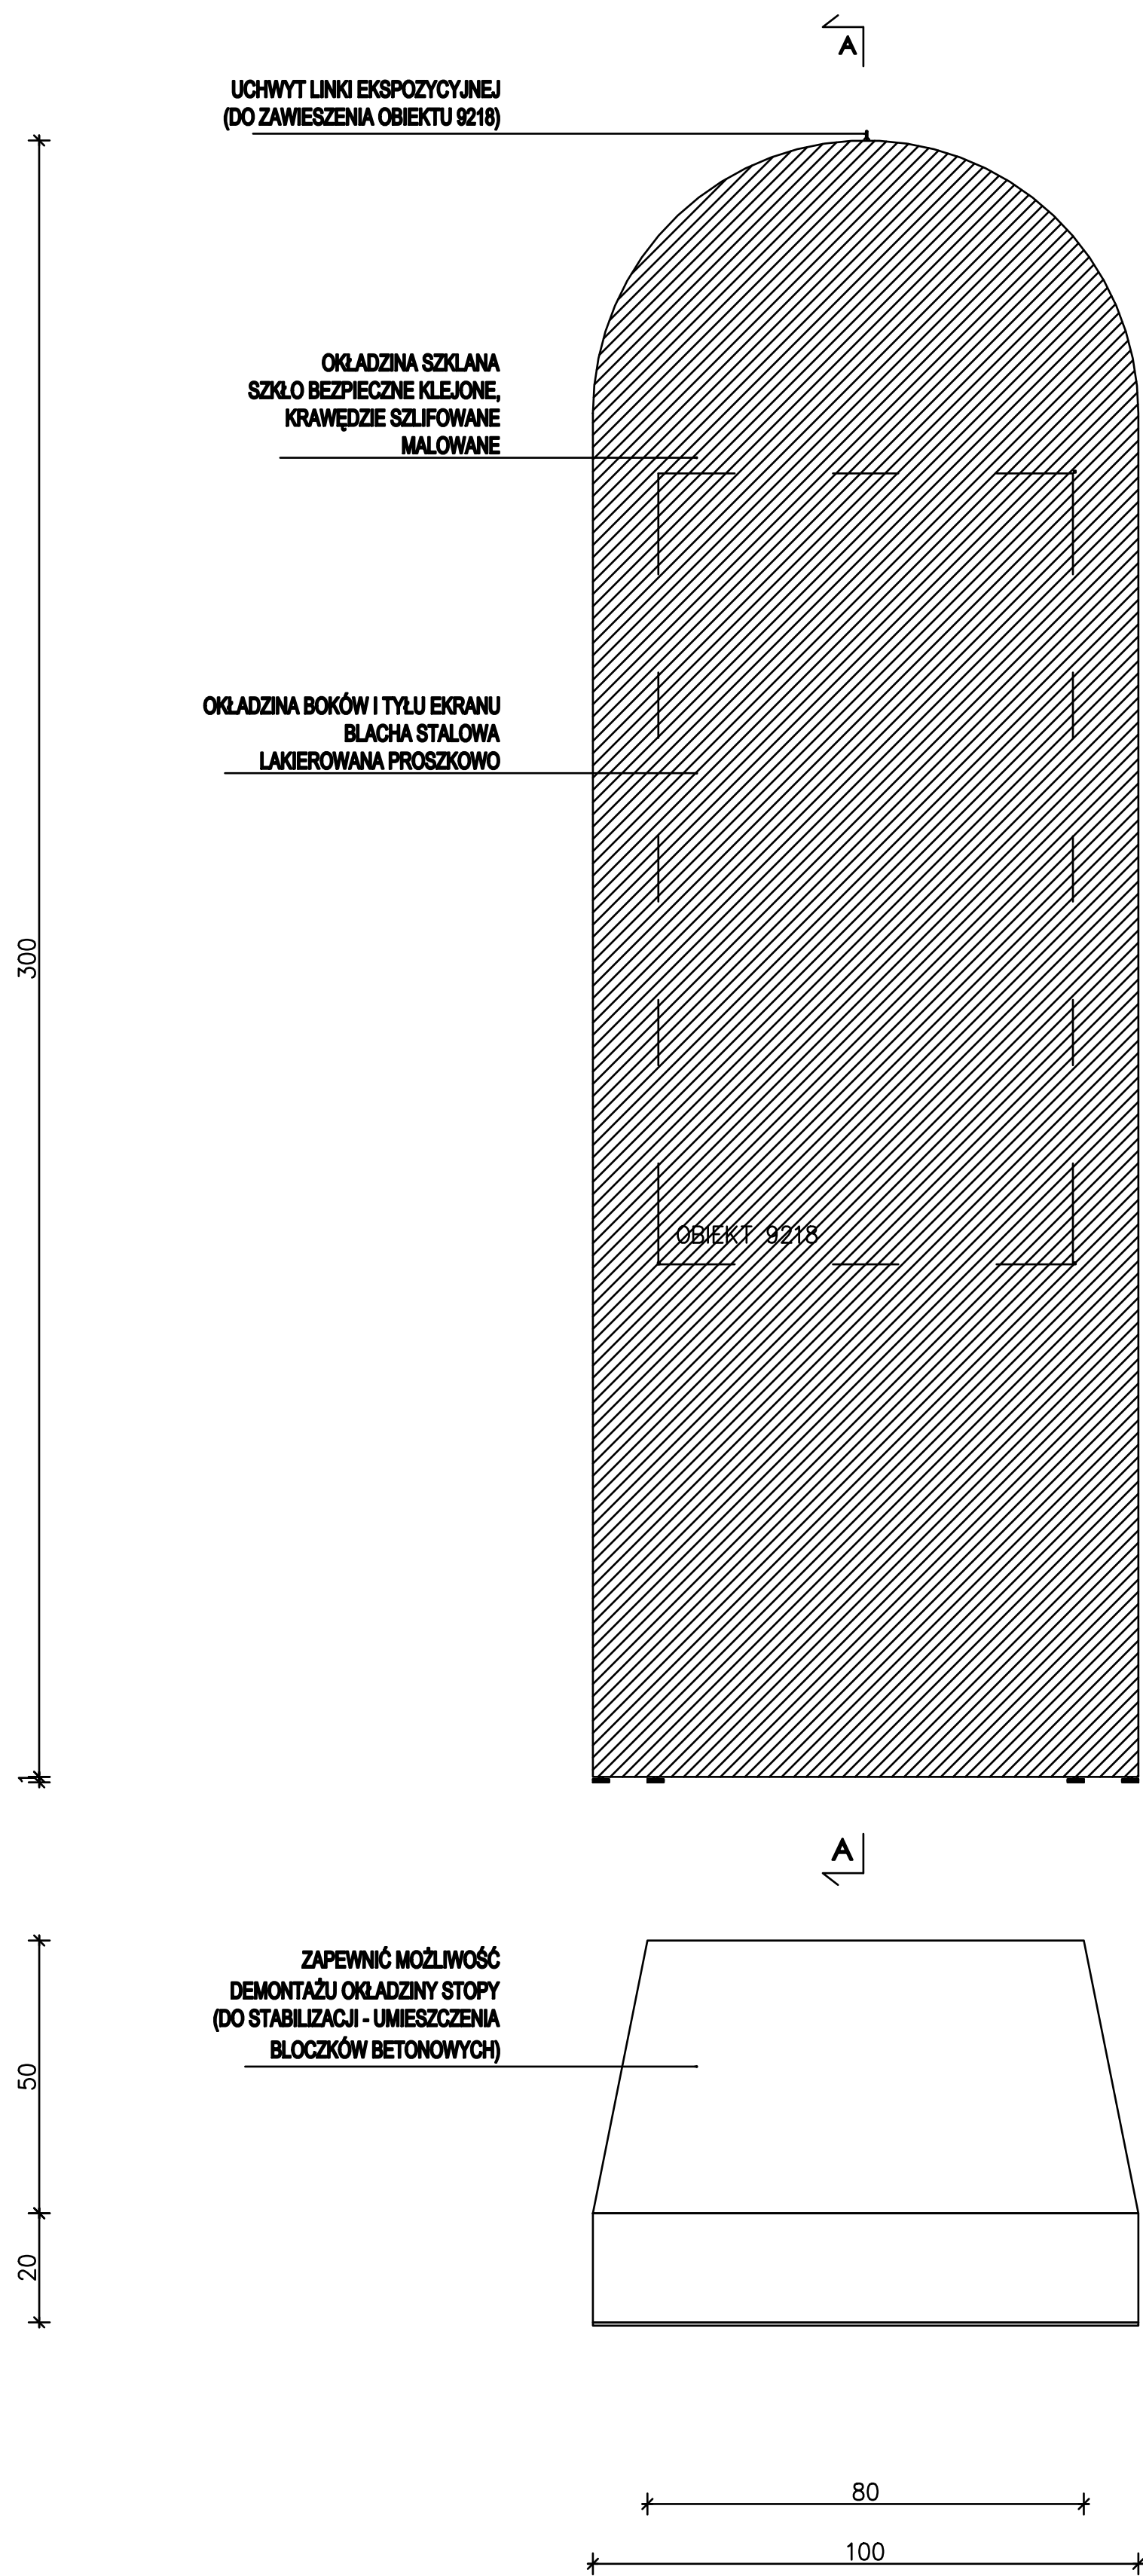 A
UCHWYT LINKI EKSPOZYCYJNEJ
(DO ZAWIESZENIA OBIEKTU 9218)
OKŁADZINA SZKLANA
SZKŁO BEZPIECZNE KLEJONE,
KRAWĘDZIE SZLIFOWANE
MALOWANE
OKŁADZINA BOKÓW I TYŁU EKRANU
BLACHA STALOWA
LAKIEROWANA PROSZKOWO
300
OBIEKT 9218
1
A
ZAPEWNIĆ MOŻLIWOŚĆ
DEMONTAŻU OKŁADZINY STOPY
(DO STABILIZACJI - UMIESZCZENIA
BLOCZKÓW BETONOWYCH)
50
20
80
100